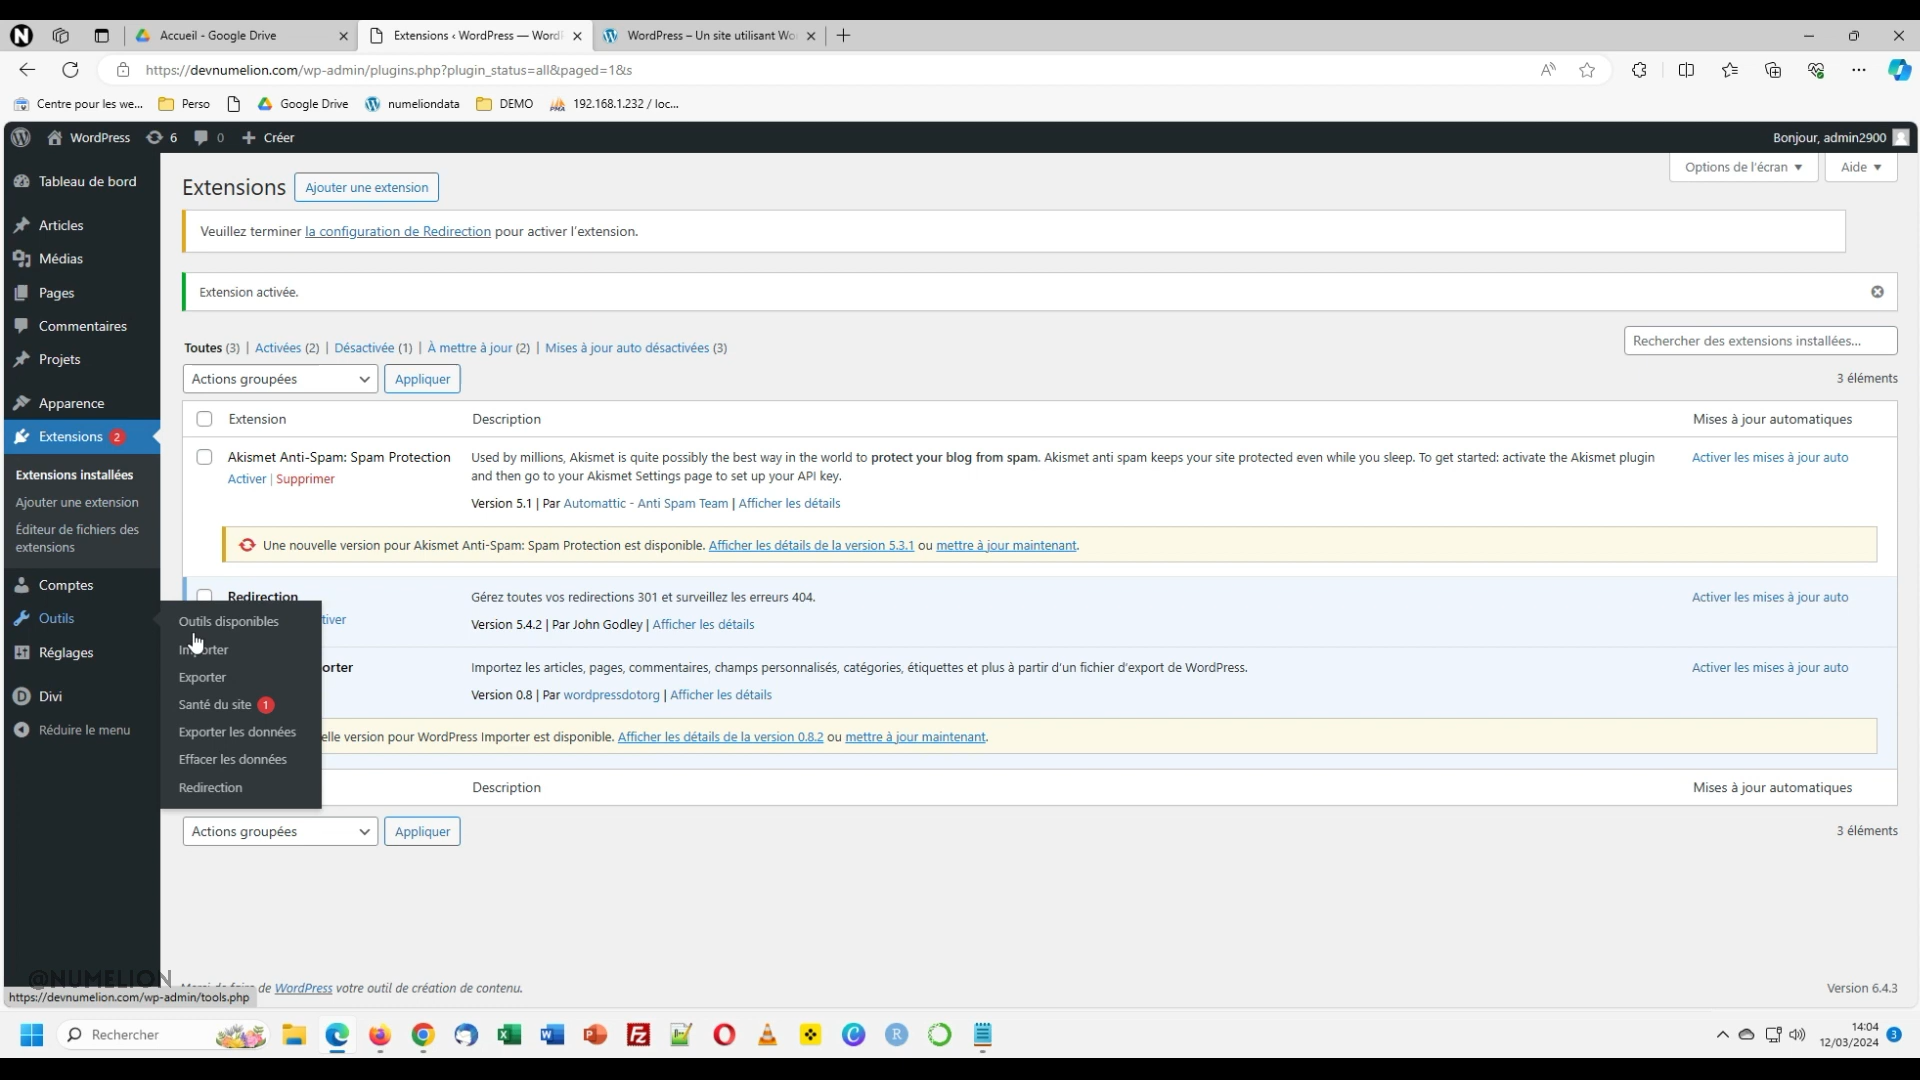 Accueil - Google Drive
Extensions ‹ WordPress — Word
WordPress – Un site utilisant Wo
https://devnumelion.com/wp-admin/plugins.php?plugin_status=all&paged=1&s
Centre pour les we...
Perso
Google Drive
numeliondata
DEMO
192.168.1.232 / loc...
WordPress
6
0
Créer
Bonjour, admin2900
Tableau de bord
Articles
Médias
Pages
Commentaires
Projets
Apparence
Extensions 2
Extensions installées
Ajouter une extension
Éditeur de fichiers des
extensions
Comptes
Outils
Réglages
Divi
Réduire le menu
Outils disponibles
Importer
Exporter
Santé du site 1
Exporter les données
Effacer les données
Redirection
Options de l'écran
Aide
Extensions
Ajouter une extension
Veuillez terminer la configuration de Redirection pour activer l'extension.
Extension activée.
Toutes (3) | Activées (2) | Désactivée (1) | À mettre à jour (2) | Mises à jour auto désactivées (3)
Rechercher des extensions installées...
Actions groupées
Appliquer
3 éléments
Extension
Description
Mises à jour automatiques
Akismet Anti-Spam: Spam Protection
Activer | Supprimer
Used by millions, Akismet is quite possibly the best way in the world to protect your blog from spam. Akismet anti spam keeps your site protected even while you sleep. To get started: activate the Akismet plugin
and then go to your Akismet Settings page to set up your API key.
Version 5.1 | Par Automattic - Anti Spam Team | Afficher les détails
Activer les mises à jour auto
Une nouvelle version pour Akismet Anti-Spam: Spam Protection est disponible. Afficher les détails de la version 5.3.1 ou mettre à jour maintenant.
Redirection
tiver
Gérez toutes vos redirections 301 et surveillez les erreurs 404.
Version 5.4.2 | Par John Godley | Afficher les détails
Activer les mises à jour auto
orter
Importez les articles, pages, commentaires, champs personnalisés, catégories, étiquettes et plus à partir d'un fichier d'export de WordPress.
Version 0.8 | Par wordpressdotorg | Afficher les détails
Activer les mises à jour auto
elle version pour WordPress Importer est disponible. Afficher les détails de la version 0.8.2 ou mettre à jour maintenant.
Description
Mises à jour automatiques
Actions groupées
Appliquer
3 éléments
@NUMELION
de WordPress votre outil de création de contenu.
Version 6.4.3
https://devnumelion.com/wp-admin/tools.php
Rechercher
14:04
12/03/2024
3